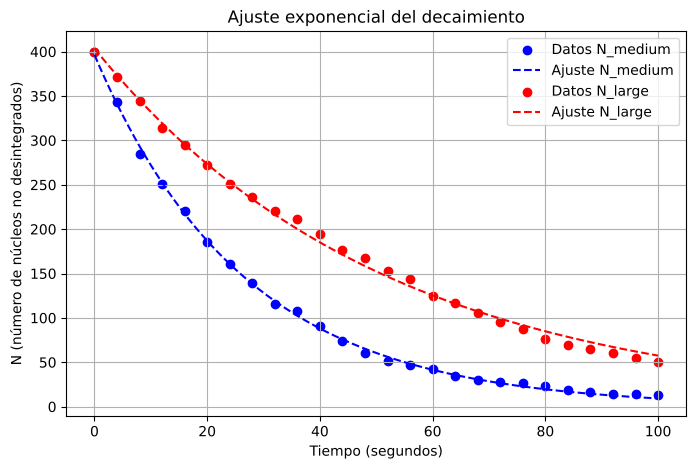 Ajuste exponencial del decaimiento
Datos N_medium
Ajuste N_medium
Datos N_large
Ajuste N_large
N (número de núcleos no desintegrados)
400
350
300
250
200
150
100
50
0
0 20 40 60 80 100
Tiempo (segundos)